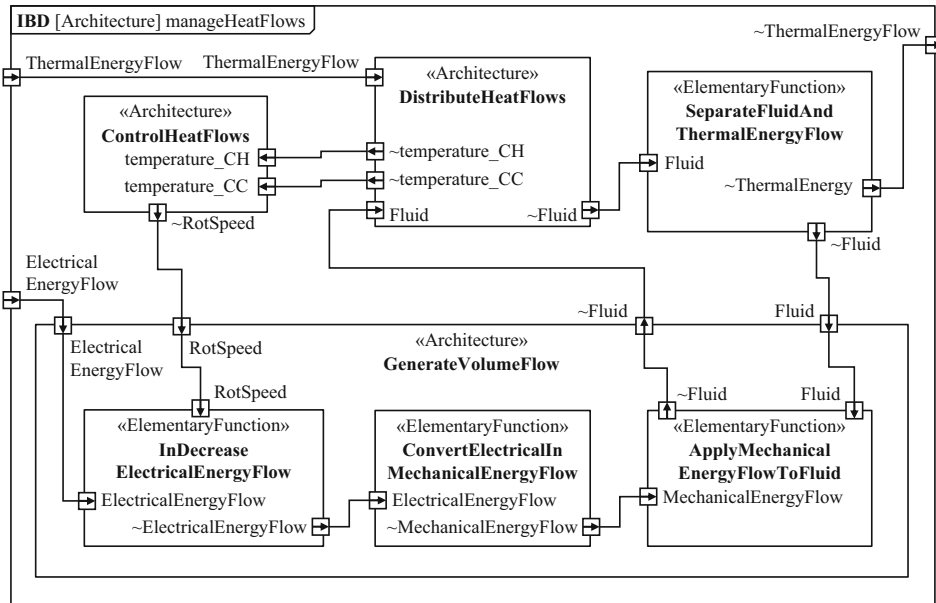 IBD [Architecture] manageHeatFlows
~ThermalEnergyFlow
ThermalEnergyFlow
ThermalEnergyFlow
«Architecture»
DistributeHeatFlows
~temperature_CH
~temperature_CC
Fluid
~Fluid
«Architecture»
ControlHeatFlows
temperature_CH
temperature_CC
~RotSpeed
«ElementaryFunction»
SeparateFluidAnd
ThermalEnergyFlow
Fluid
~ThermalEnergy
~Fluid
Electrical
EnergyFlow
~Fluid
Fluid
Electrical
EnergyFlow
RotSpeed
«Architecture»
GenerateVolumeFlow
RotSpeed
~Fluid
Fluid
«ElementaryFunction»
InDecrease
ElectricalEnergyFlow
ElectricalEnergyFlow
~ElectricalEnergyFlow
«ElementaryFunction»
ConvertElectricalIn
MechanicalEnergyFlow
ElectricalEnergyFlow
~MechanicalEnergyFlow
«ElementaryFunction»
ApplyMechanical
EnergyFlowToFluid
MechanicalEnergyFlow